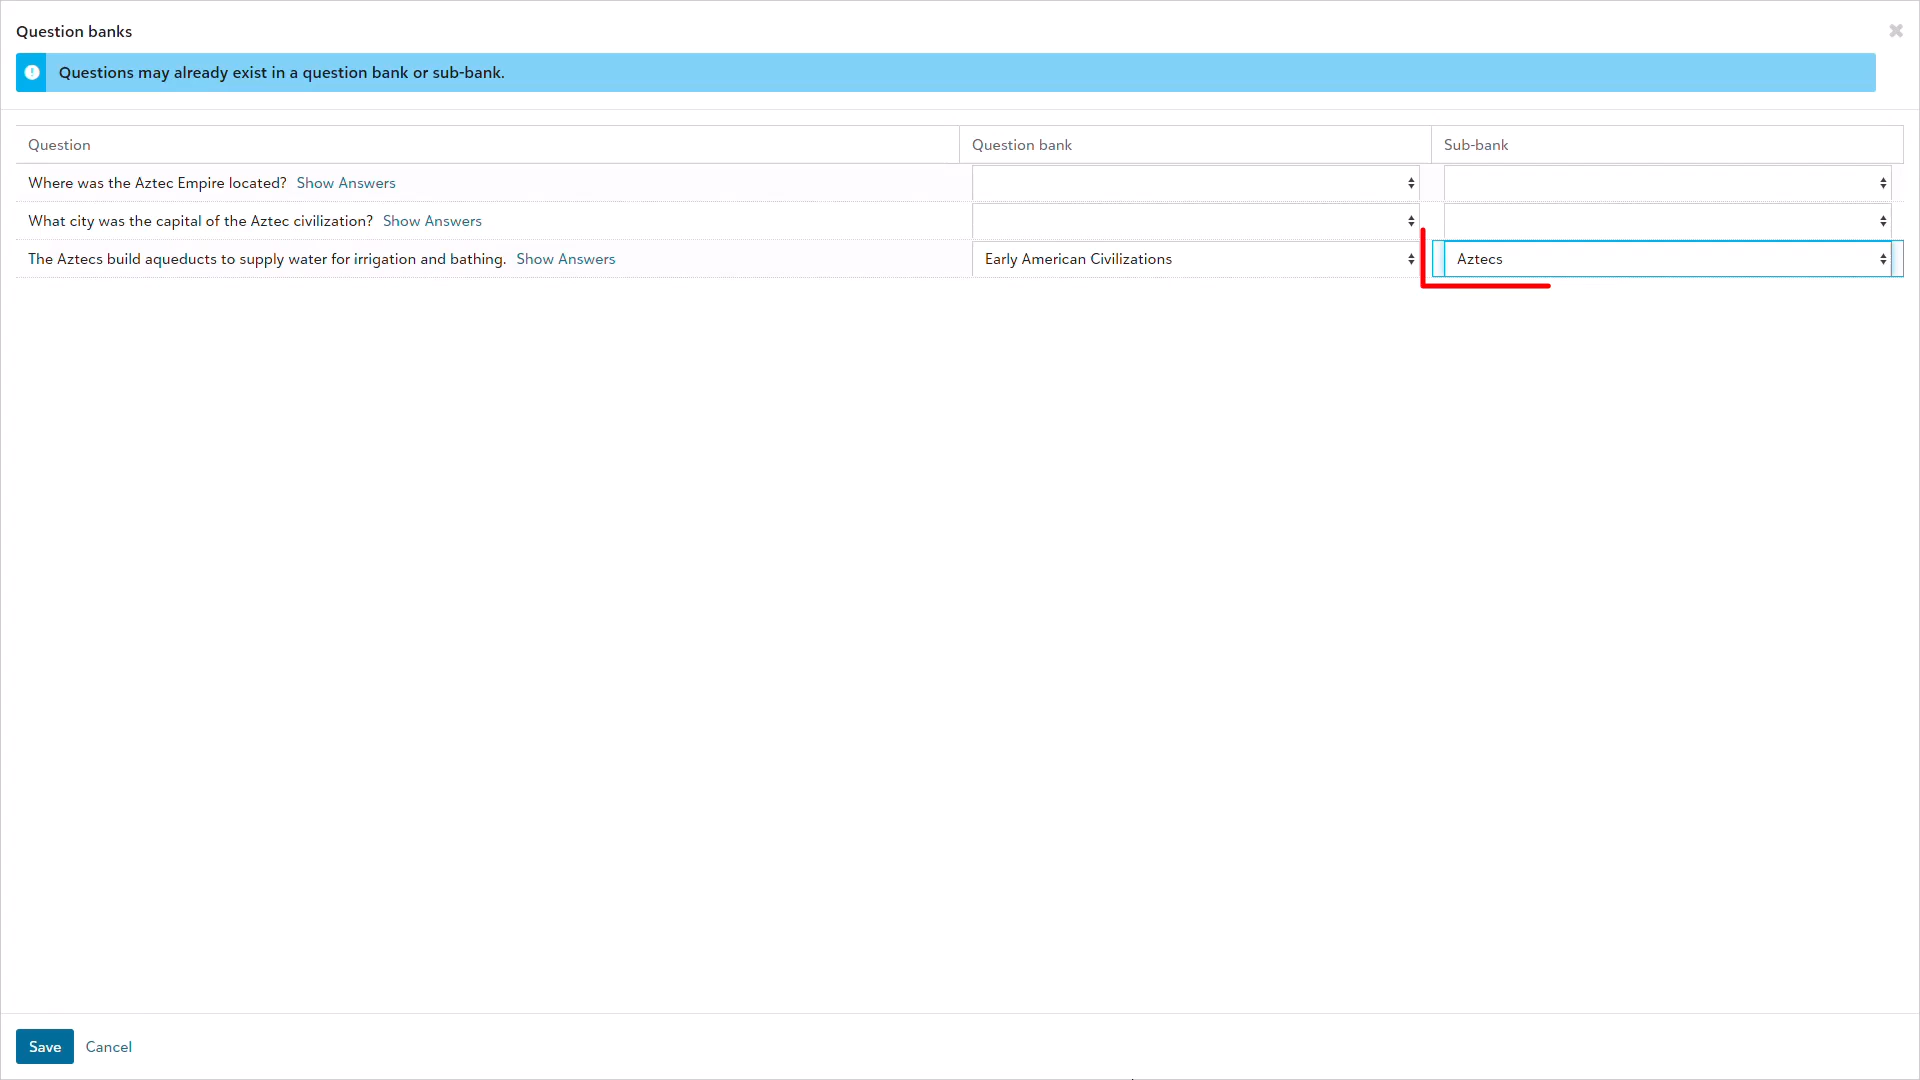 Question banks
Questions may already exist in a question bank or sub-bank.
Question Question bank Sub-bank
Where was the Aztec Empire located? Show Answers
What city was the capital of the Aztec civilization? Show Answers
The Aztecs build aqueducts to supply water for irrigation and bathing. Show Answers Early American Civilizations Aztecs
Save Cancel